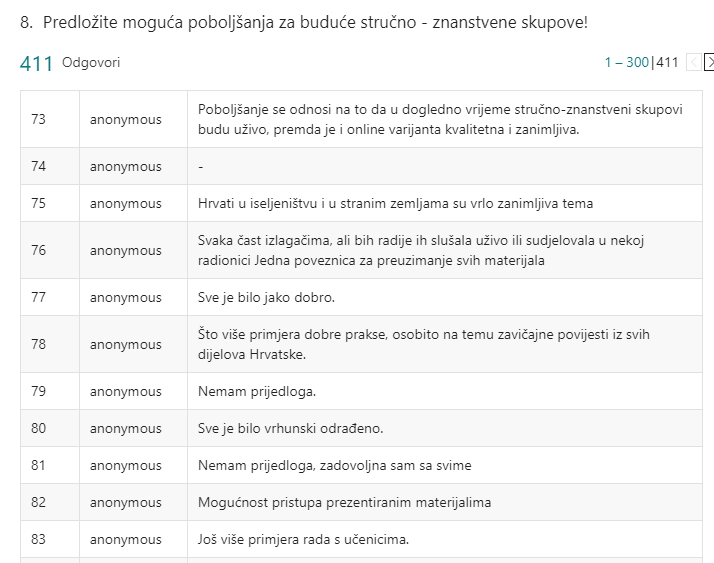 8. Predložite moguća poboljšanja za buduće stručno - znanstvene skupove!
411 Odgovori
1 – 300|411
73 anonymous Poboljšanje se odnosi na to da u dogledno vrijeme stručno-znanstveni skupovi
budu uživo, premda je i online varijanta kvalitetna i zanimljiva.
74 anonymous -
75 anonymous Hrvati u iseljeništvu i u stranim zemljama su vrlo zanimljiva tema
76 anonymous Svaka čast izlagačima, ali bih radije ih slušala uživo ili sudjelovala u nekoj
radionici Jedna poveznica za preuzimanje svih materijala
77 anonymous Sve je bilo jako dobro.
78 anonymous Što više primjera dobre prakse, osobito na temu zavičajne povijesti iz svih
dijelova Hrvatske.
79 anonymous Nemam prijedloga.
80 anonymous Sve je bilo vrhunski odrađeno.
81 anonymous Nemam prijedloga, zadovoljna sam sa svime
82 anonymous Mogućnost pristupa prezentiranim materijalima
83 anonymous Još više primjera rada s učenicima.